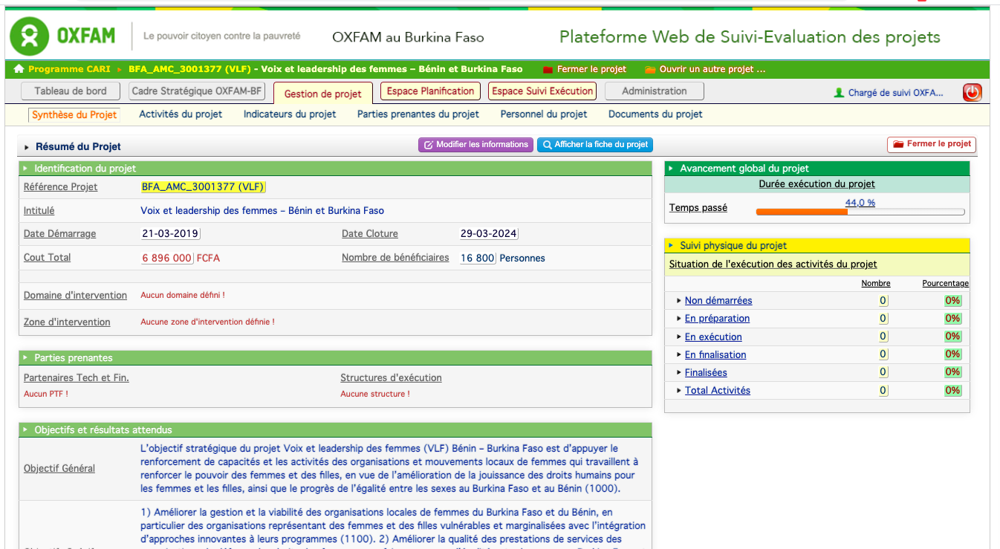 OXFAM
Le pouvoir citoyen contre la pauvreté
OXFAM au Burkina Faso
Plateforme Web de Suivi-Evaluation des projets
Programme CARI
BFA_AMC_3001377 (VLF) - Voix et leadership des femmes – Bénin et Burkina Faso
Fermer le projet
Ouvrir un autre projet ...
Tableau de bord
Cadre Stratégique OXFAM-BF
Gestion de projet
Espace Planification
Espace Suivi Exécution
Administration
Chargé de suivi OXFA...
Synthèse du Projet
Activités du projet
Indicateurs du projet
Parties prenantes du projet
Personnel du projet
Documents du projet
Résumé du Projet
Modifier les informations
Afficher la fiche du projet
Fermer le projet
Identification du projet
Référence Projet
BFA_AMC_3001377 (VLF)
Intitulé
Voix et leadership des femmes – Bénin et Burkina Faso
Date Démarrage
21-03-2019
Date Cloture
29-03-2024
Cout Total
6 896 000 FCFA
Nombre de bénéficiaires
16 800 Personnes
Domaine d'intervention
Aucun domaine défini !
Zone d'intervention
Aucune zone d'intervention définie !
Parties prenantes
Partenaires Tech et Fin.
Structures d'exécution
Aucun PTF !
Aucune structure !
Objectifs et résultats attendus
Objectif Général
L'objectif stratégique du projet Voix et leadership des femmes (VLF) Bénin – Burkina Faso est d'appuyer le
renforcement de capacités et les activités des organisations et mouvements locaux de femmes qui travaillent à
renforcer le pouvoir des femmes et des filles, en vue de l'amélioration de la jouissance des droits humains pour
les femmes et les filles, ainsi que le progrès de l'égalité entre les sexes au Burkina Faso et au Bénin (1000).
1) Améliorer la gestion et la viabilité des organisations locales de femmes du Burkina Faso et du Bénin, en
particulier des organisations représentant des femmes et des filles vulnérables et marginalisées avec l'intégration
d'approches innovantes à leurs programmes (1100). 2) Améliorer la qualité des prestations de services des
Avancement global du projet
Durée exécution du projet
Temps passé
44,0 %
Suivi physique du projet
Situation de l'exécution des activités du projet
Nombre
Pourcentage
Non démarrées
0
0%
En préparation
0
0%
En exécution
0
0%
En finalisation
0
0%
Finalisées
0
0%
Total Activités
0
0%